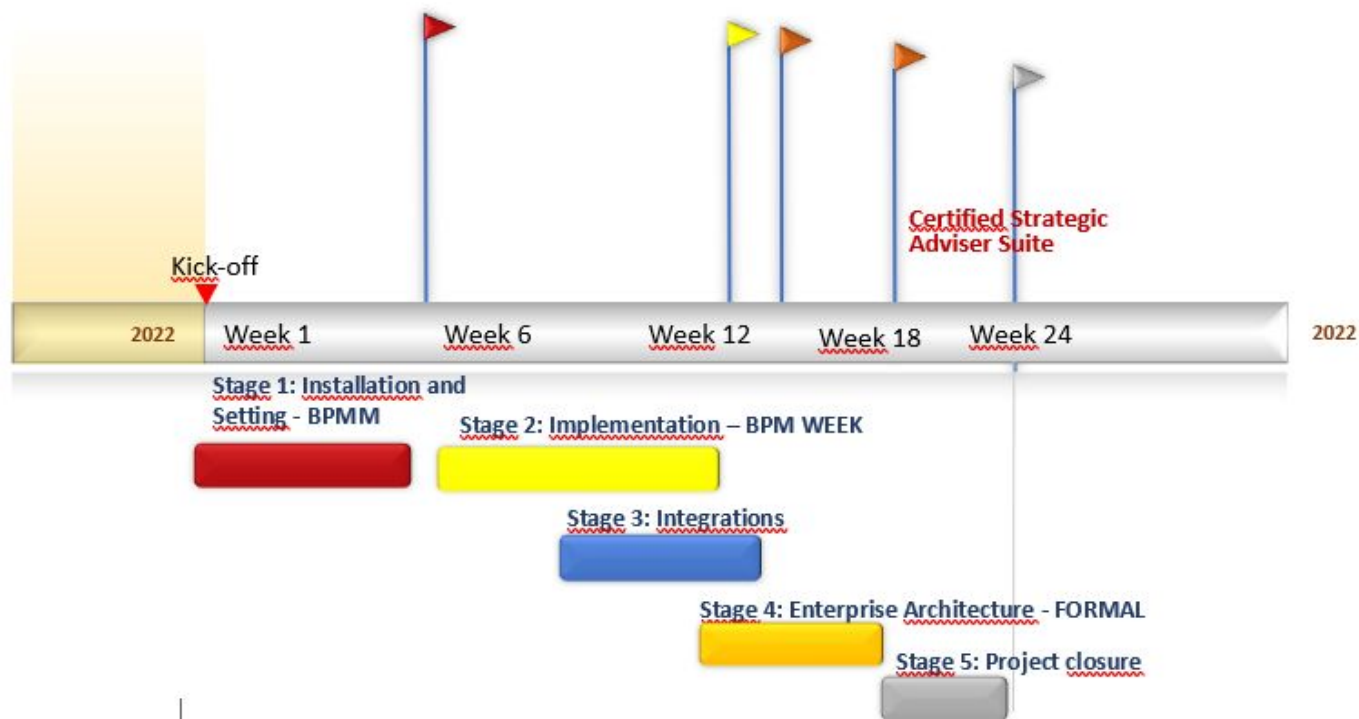 Certified Strategic
Adviser Suite
Kick-off
2022 Week 1 Week 6 Week 12 Week 18 Week 24 2022
Stage 1: Installation and
Setting - BPMM
Stage 2: Implementation – BPM WEEK
Stage 3: Integrations
Stage 4: Enterprise Architecture - FORMAL
Stage 5: Project closure